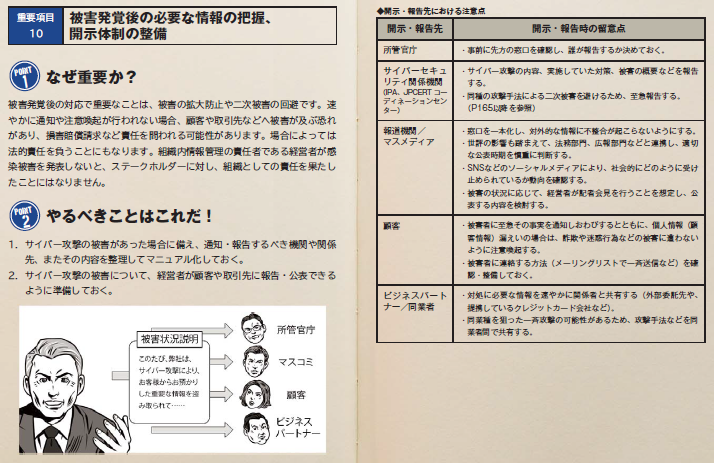 重要項目
10
被害発覚後の必要な情報の把握、
開示体制の整備
POINT
1
なぜ重要か？
被害発覚後の対応で重要なことは、被害の拡大防止や二次被害の回避です。速
やかに通知や注意喚起が行われない場合、顧客や取引先などへ被害が及ぶ恐れ
があり、損害賠償請求など責任を問われる可能性があります。場合によっては
法的責任を負うことにもなります。組織内情報管理の責任者である経営者が感
染被害を発表しないと、ステークホルダーに対し、組織としての責任を果たし
たことにはなりません。
POINT
2
やるべきことはこれだ！
1. サイバー攻撃の被害があった場合に備え、通知・報告するべき機関や関係
先、またその内容を整理してマニュアル化しておく。
2. サイバー攻撃の被害について、経営者が顧客や取引先に報告・公表できる
ように準備しておく。
被害状況説明
このたび、弊社は、
サイバー攻撃により、
お客様からお預かり
した重要な情報を盗
み取られて……
所管官庁
マスコミ
顧客
ビジネス
パートナー
◆開示・報告先における注意点
開示・報告先
開示・報告時の留意点
所管官庁
・事前に先方の窓口を確認し、誰が報告するか決めておく。
サイバーセキュ
リティ関係機関
(IPA、JPCERT コー
ディネーションセン
ター)
・サイバー攻撃の内容、実施していた対策、被害の概要などを報告
する。
・同種の攻撃手法による二次被害を避けるため、至急報告する。
（P165以降を参照）
報道機関／
マスメディア
・窓口を一本化し、対外的な情報に不整合が起こらないようにする。
・世評の影響も踏まえて、法務部門、広報部門などと連携し、適切
な公表時期を慎重に判断する。
・SNSなどのソーシャルメディアにより、社会的にどのように受け
止められているか動向を確認する。
・被害の状況に応じて、経営者が記者会見を行うことを想定し、公
表する内容を検討する。
顧客
・被害者に至急その事実を通知しおわびするとともに、個人情報（顧
客情報）漏えいの場合は、詐欺や迷惑行為などの被害に遭わない
ように注意喚起する。
・被害者に連絡する方法（メーリングリストで一斉送信など）を確
認・整備しておく。
ビジネスパート
ナー／同業者
・対処に必要な情報を速やかに関係者と共有する（外部委託先や、
提携しているクレジットカード会社など）。
・同業種を狙った一斉攻撃の可能性があるため、攻撃手法などを同
業者間で共有する。